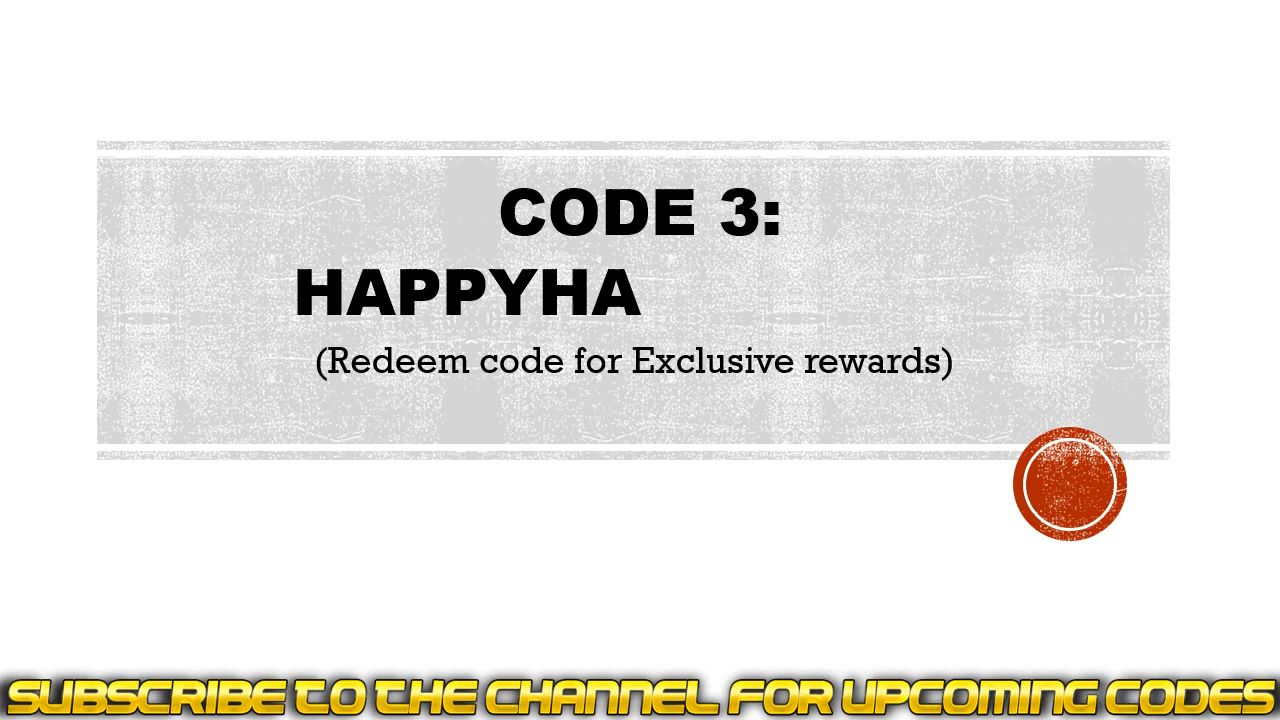 CODE 3:
HAPPYHA
(Redeem code for Exclusive rewards)
SUBSCRIBE TO THE CHANNEL FOR UPCOMING CODES